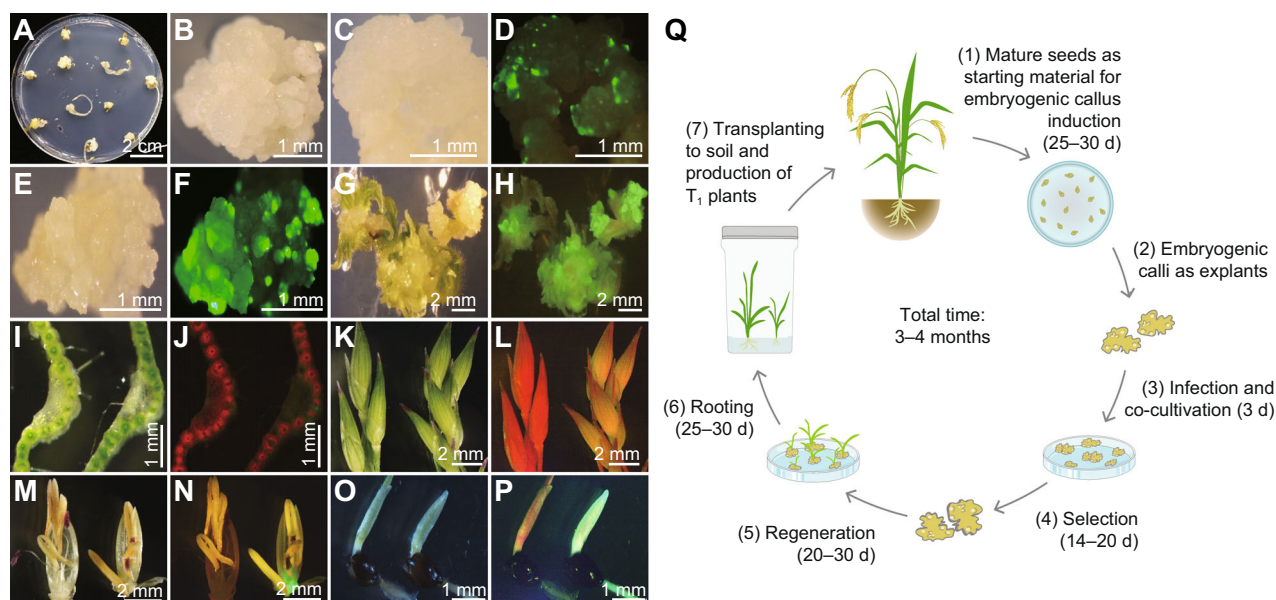 A
2 cm
B
1 mm
C
1 mm
D
1 mm
E
1 mm
F
1 mm
G
2 mm
H
2 mm
I
1 mm
J
1 mm
K
2 mm
L
2 mm
M
2 mm
N
2 mm
O
1 mm
P
1 mm
Q
(1) Mature seeds as
starting material for
embryogenic callus
induction
(25–30 d)
(2) Embryogenic
calli as explants
(3) Infection and
co-cultivation (3 d)
(4) Selection
(14–20 d)
(5) Regeneration
(20–30 d)
(6) Rooting
(25–30 d)
(7) Transplanting
to soil and
production of
T₁ plants
Total time:
3–4 months